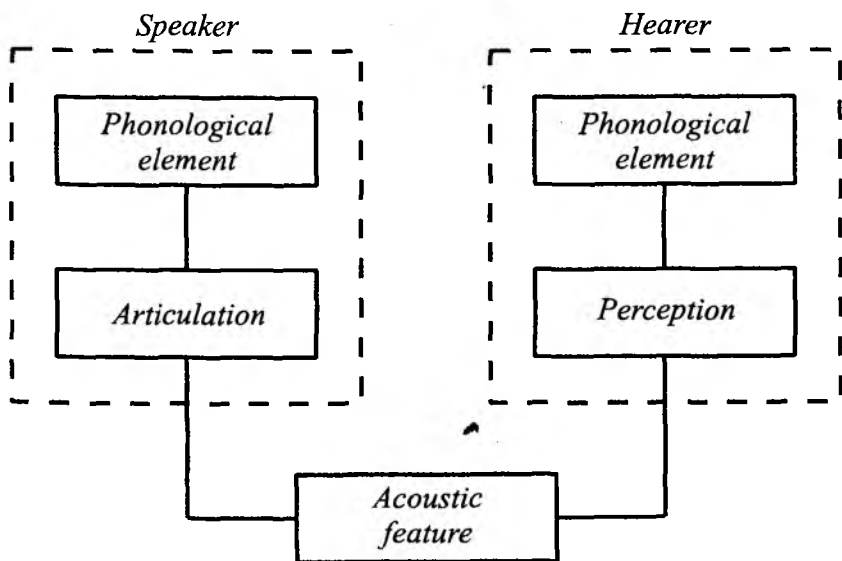 Speaker
Hearer
Phonological
element
Phonological
element
Articulation
Perception
Acoustic
feature